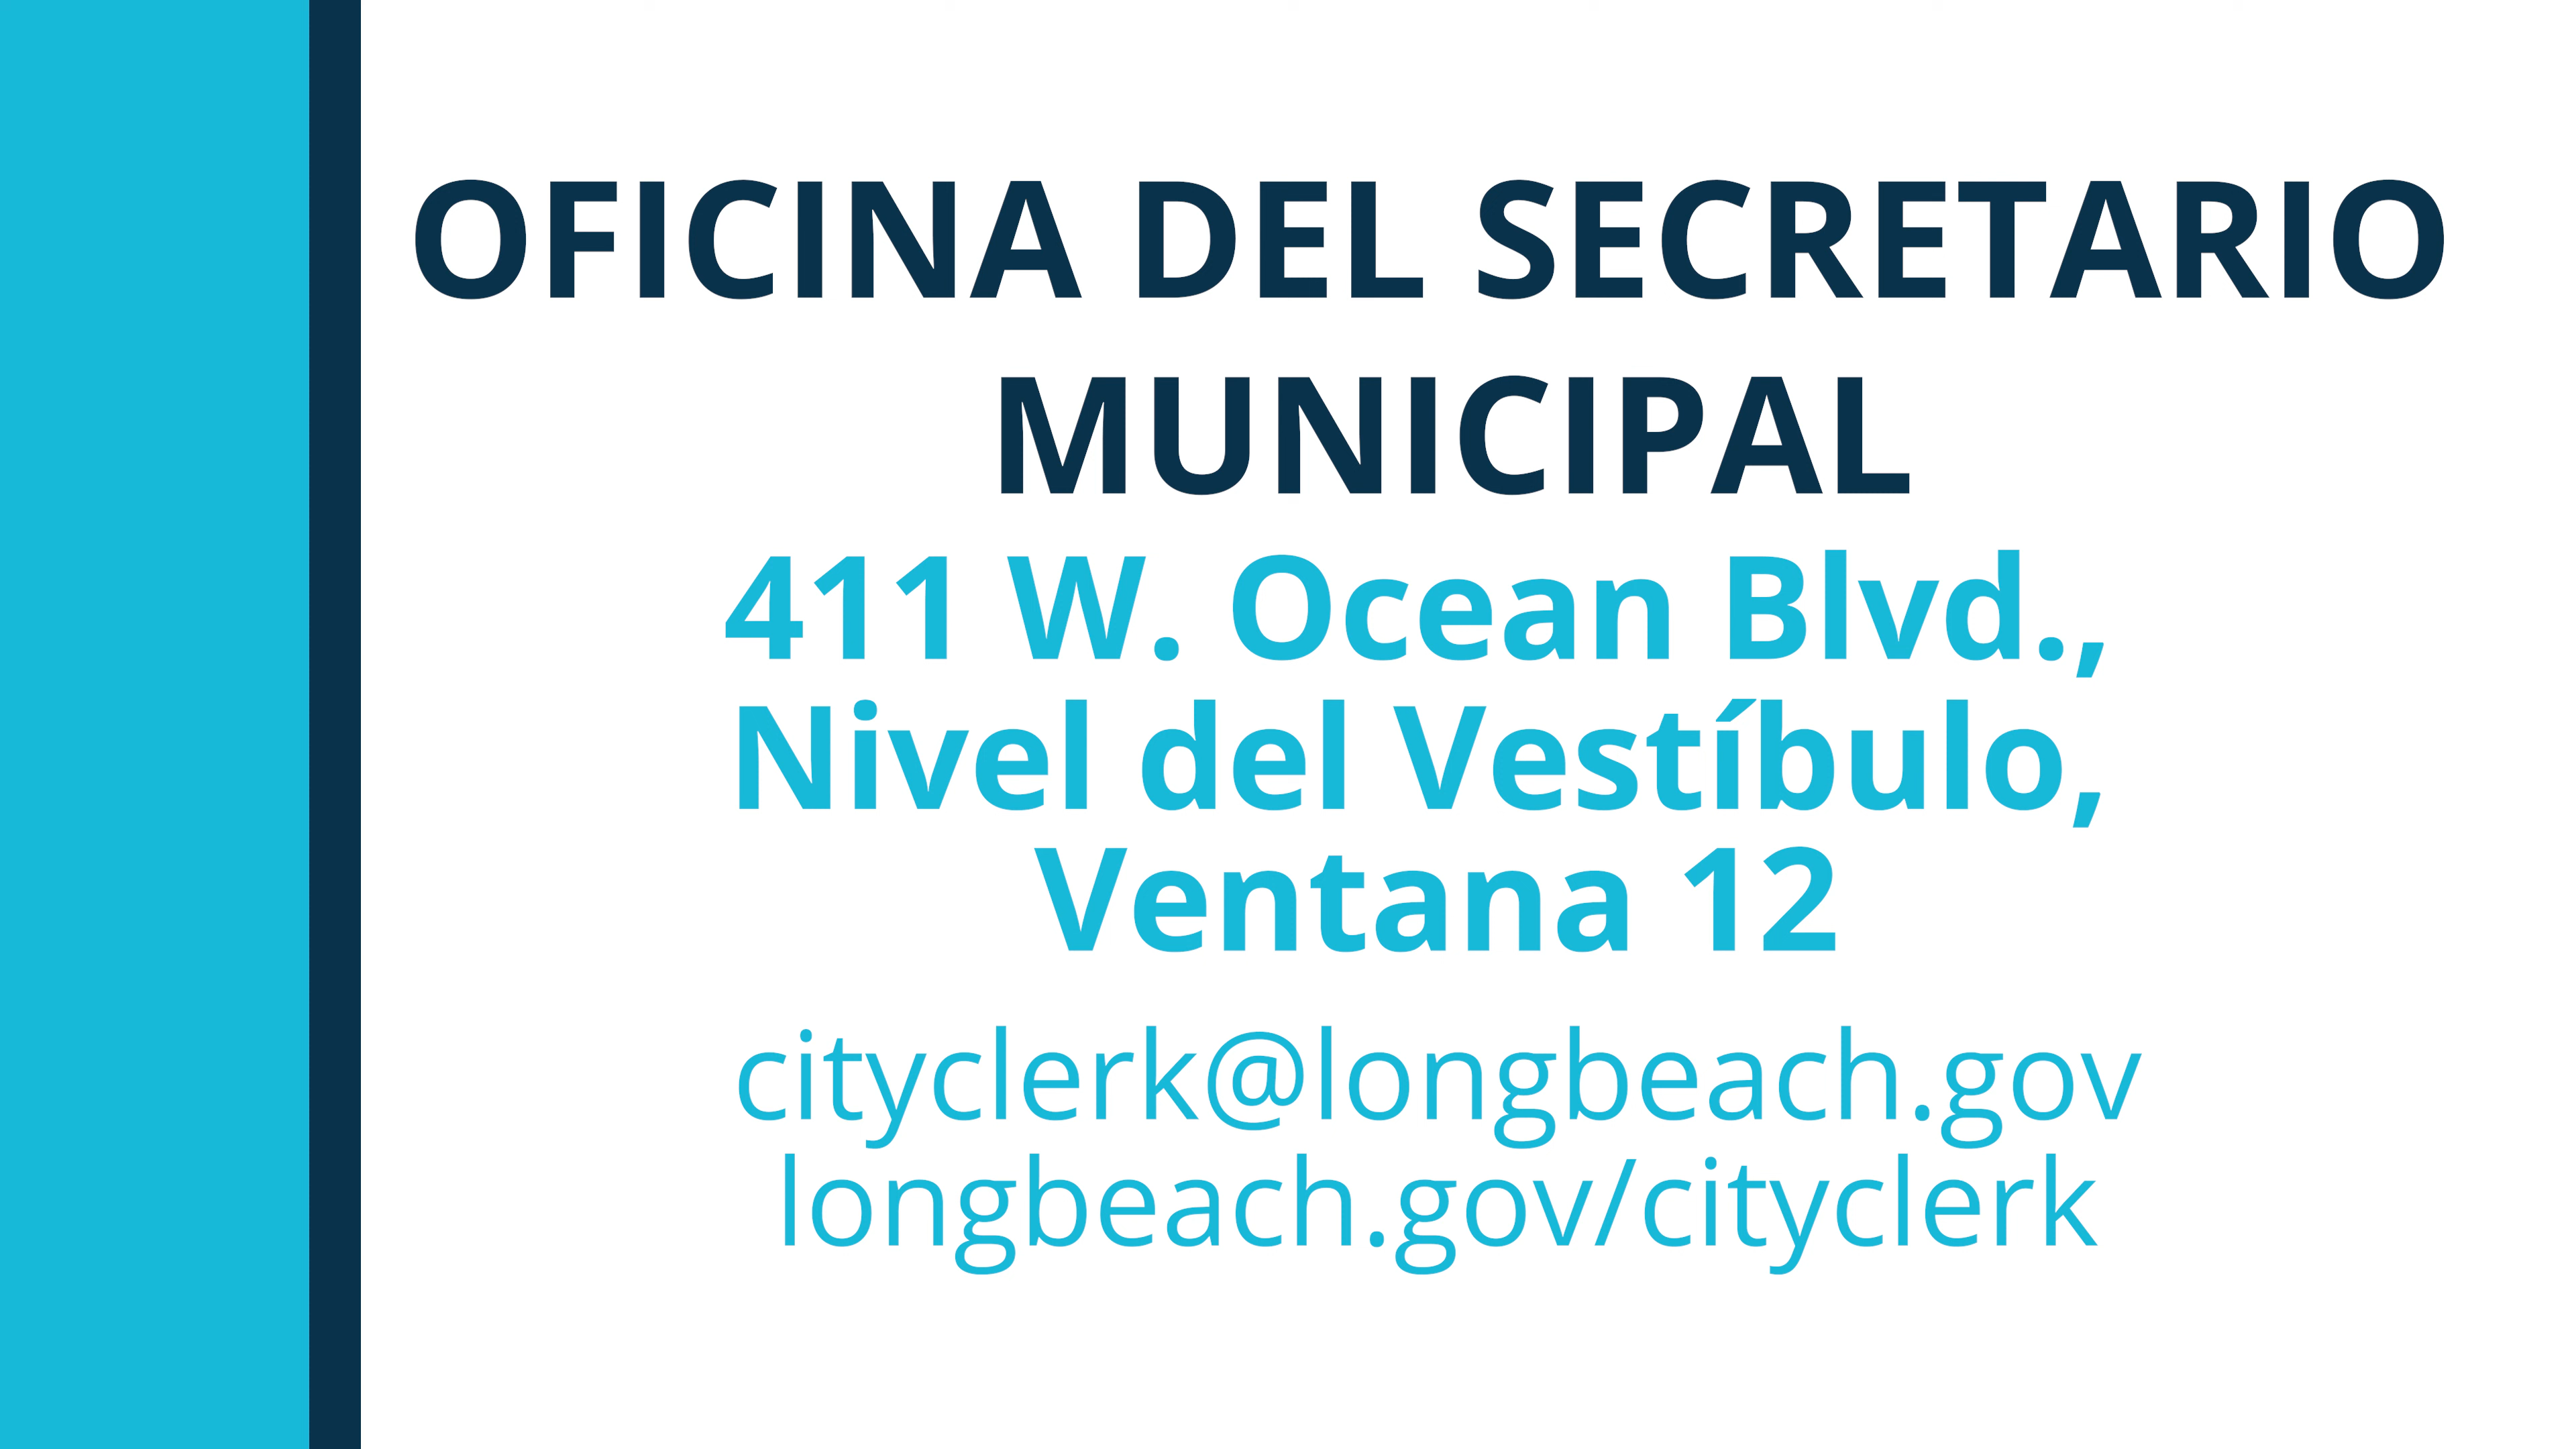 OFICINA DEL SECRETARIO
MUNICIPAL
411 W. Ocean Blvd.,
Nivel del Vestíbulo,
Ventana 12
cityclerk@longbeach.gov
longbeach.gov/cityclerk